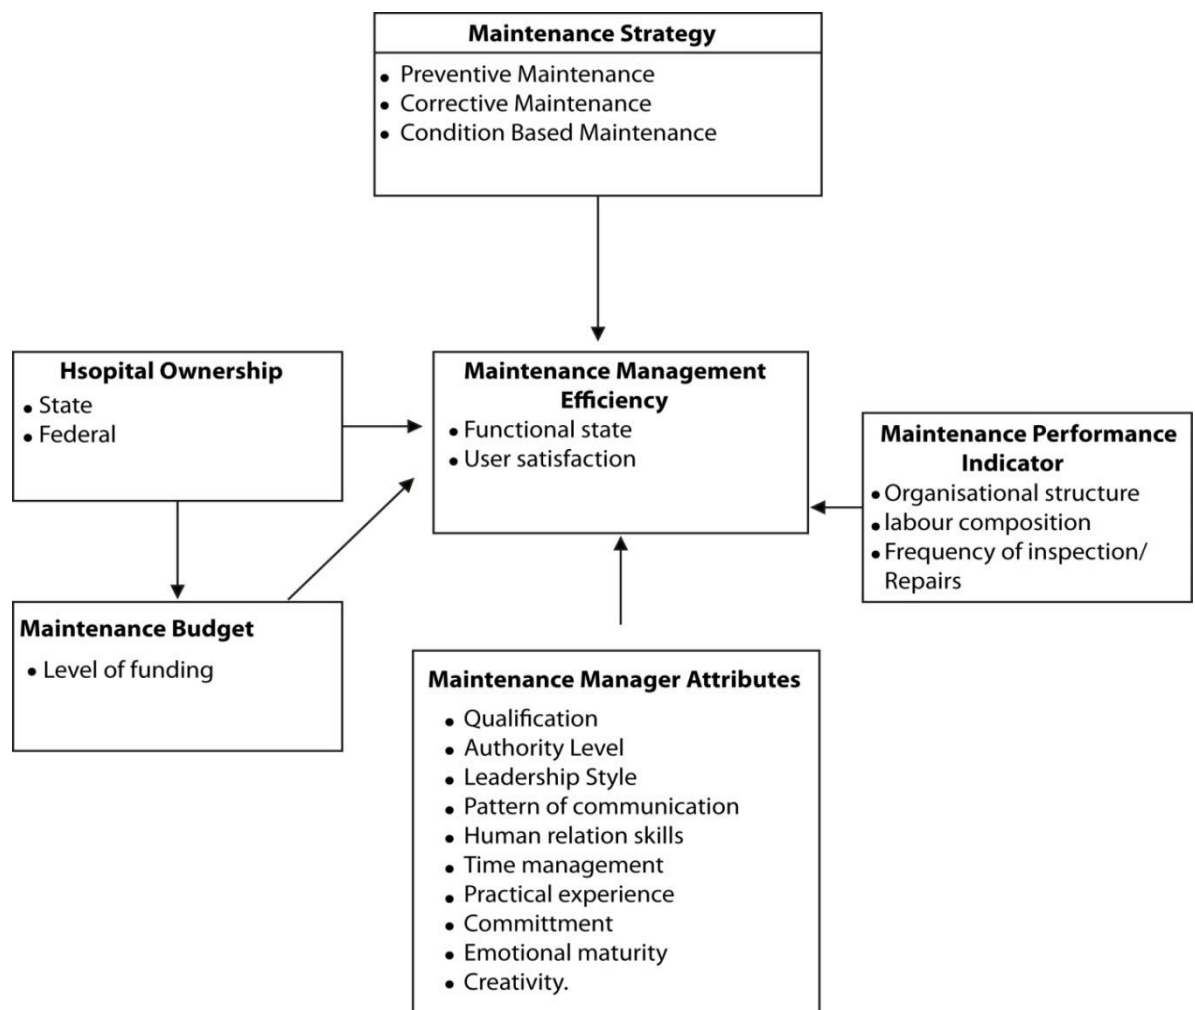 Maintenance Strategy
• Preventive Maintenance
• Corrective Maintenance
• Condition Based Maintenance
Hsopital Ownership
• State
• Federal
Maintenance Management
Efficiency
• Functional state
• User satisfaction
Maintenance Performance
Indicator
• Organisational structure
• labour composition
• Frequency of inspection/
Repairs
Maintenance Budget
• Level of funding
Maintenance Manager Attributes
• Qualification
• Authority Level
• Leadership Style
• Pattern of communication
• Human relation skills
• Time management
• Practical experience
• Committment
• Emotional maturity
• Creativity.